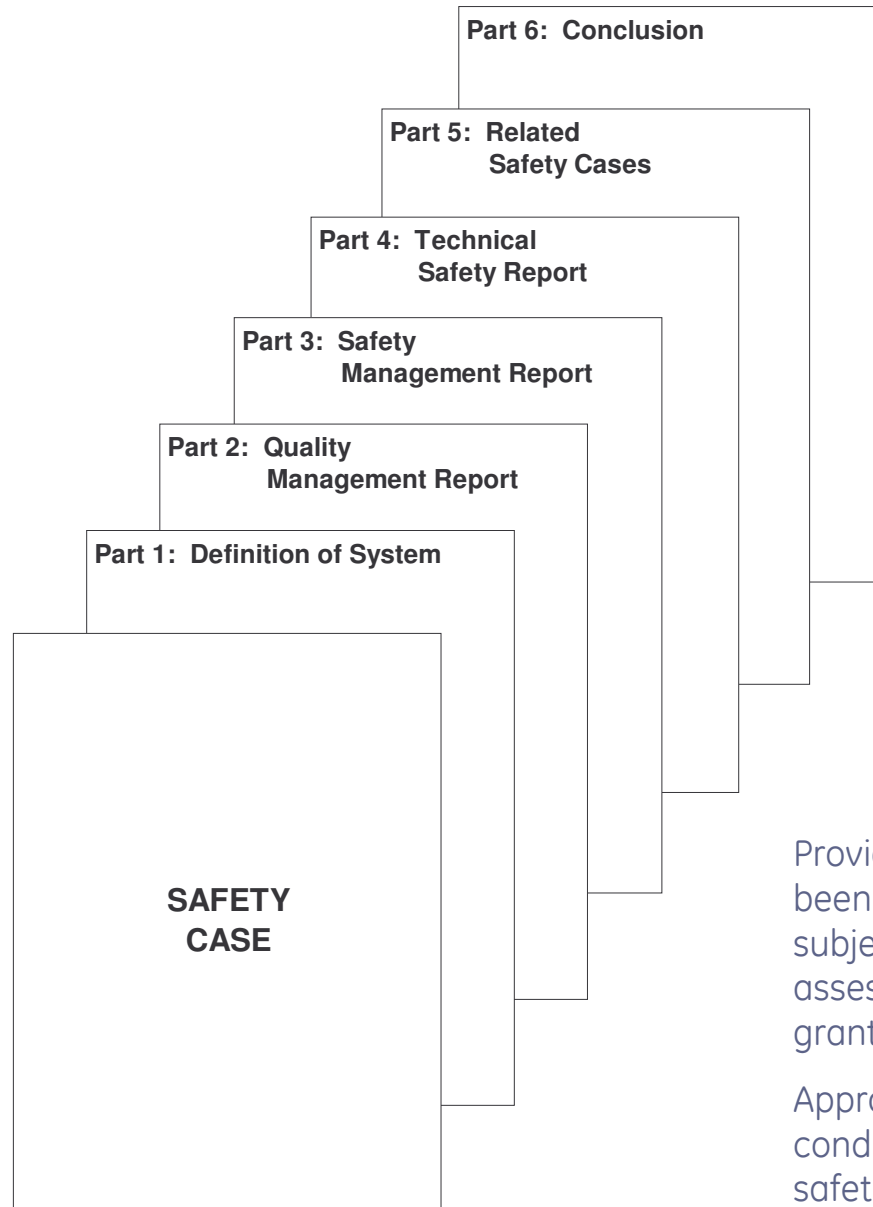 Part 6: Conclusion
Part 5: Related
Safety Cases
Part 4: Technical
Safety Report
Part 3: Safety
Management Report
Part 2: Quality
Management Report
Part 1: Definition of System
SAFETY
CASE
been